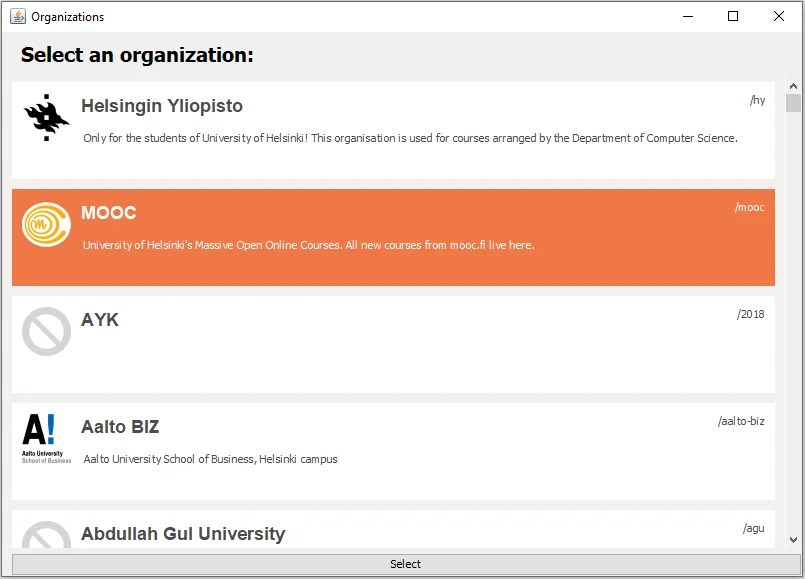 Organizations
Select an organization:
Helsingin Yliopisto
/hy
Only for the students of University of Helsinki! This organisation is used for courses arranged by the Department of Computer Science.
MOOC
/mooc
University of Helsinki's Massive Open Online Courses. All new courses from mooc.fi live here.
AYK
/2018
A!
Aalto University
School of Business
Aalto BIZ
/aalto-biz
Aalto University School of Business, Helsinki campus
Abdullah Gul University
/agu
Select